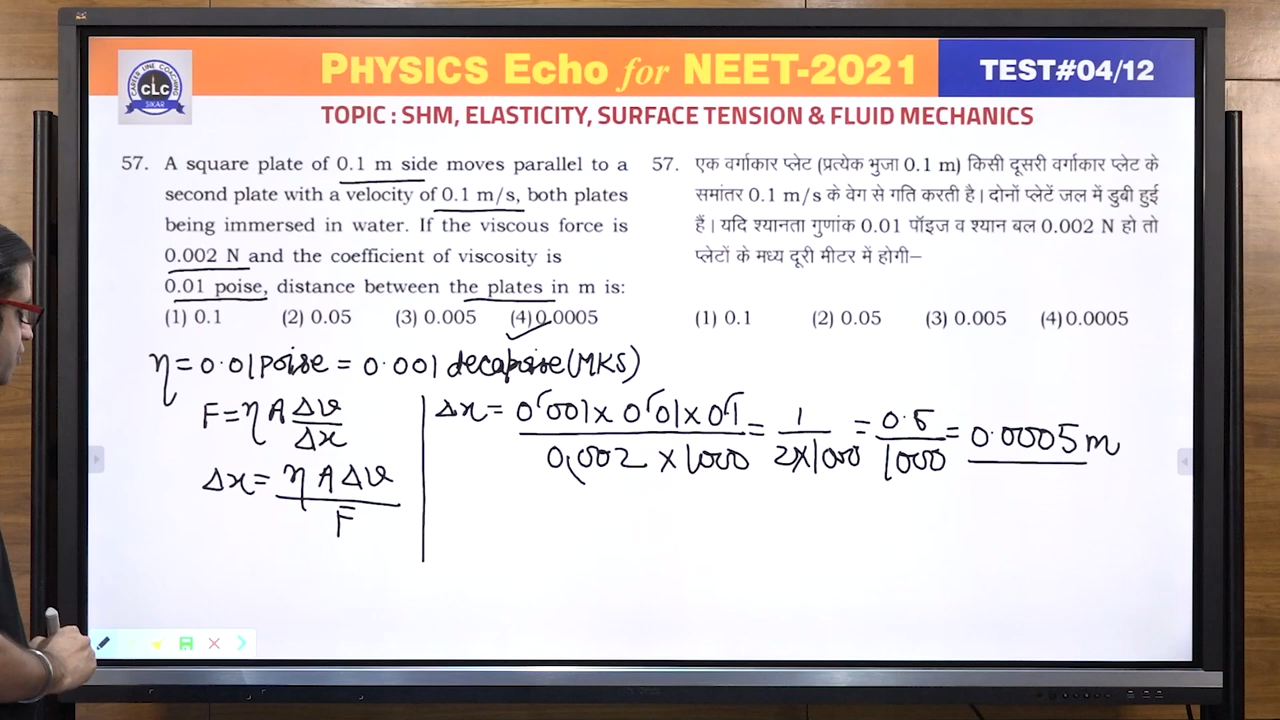 PHYSICS Echo for NEET-2021
TEST#04/12
CAREER LINE COACHING
CLC
SIKAR
TOPIC : SHM, ELASTICITY, SURFACE TENSION & FLUID MECHANICS
57. A square plate of 0.1 m side moves parallel to a
second plate with a velocity of 0.1 m/s, both plates
being immersed in water. If the viscous force is
0.002 N and the coefficient of viscosity is
0.01 poise, distance between the plates in m is:
(1) 0.1 (2) 0.05 (3) 0.005 (4) 0.0005
57. एक वर्गाकार प्लेट (प्रत्येक भुजा 0.1 m) किसी दूसरी वर्गाकार प्लेट के
समांतर 0.1 m/s के वेग से गति करती है। दोनों प्लेटें जल में डुबी हुई
हैं। यदि श्यानता गुणांक 0.01 पॉइज व श्यान बल 0.002 N हो तो
प्लेटों के मध्य दूरी मीटर में होगी–
(1) 0.1 (2) 0.05 (3) 0.005 (4) 0.0005
η = 0.01 poise = 0.001 decapoise (MKS)
F = η A Δv/Δx
Δx = η A Δv/F
Δx = 0.001 x 0.01 x 0.1/0.002 x 1000 = 1/2x1000 = 0.5/1000 = 0.0005 m